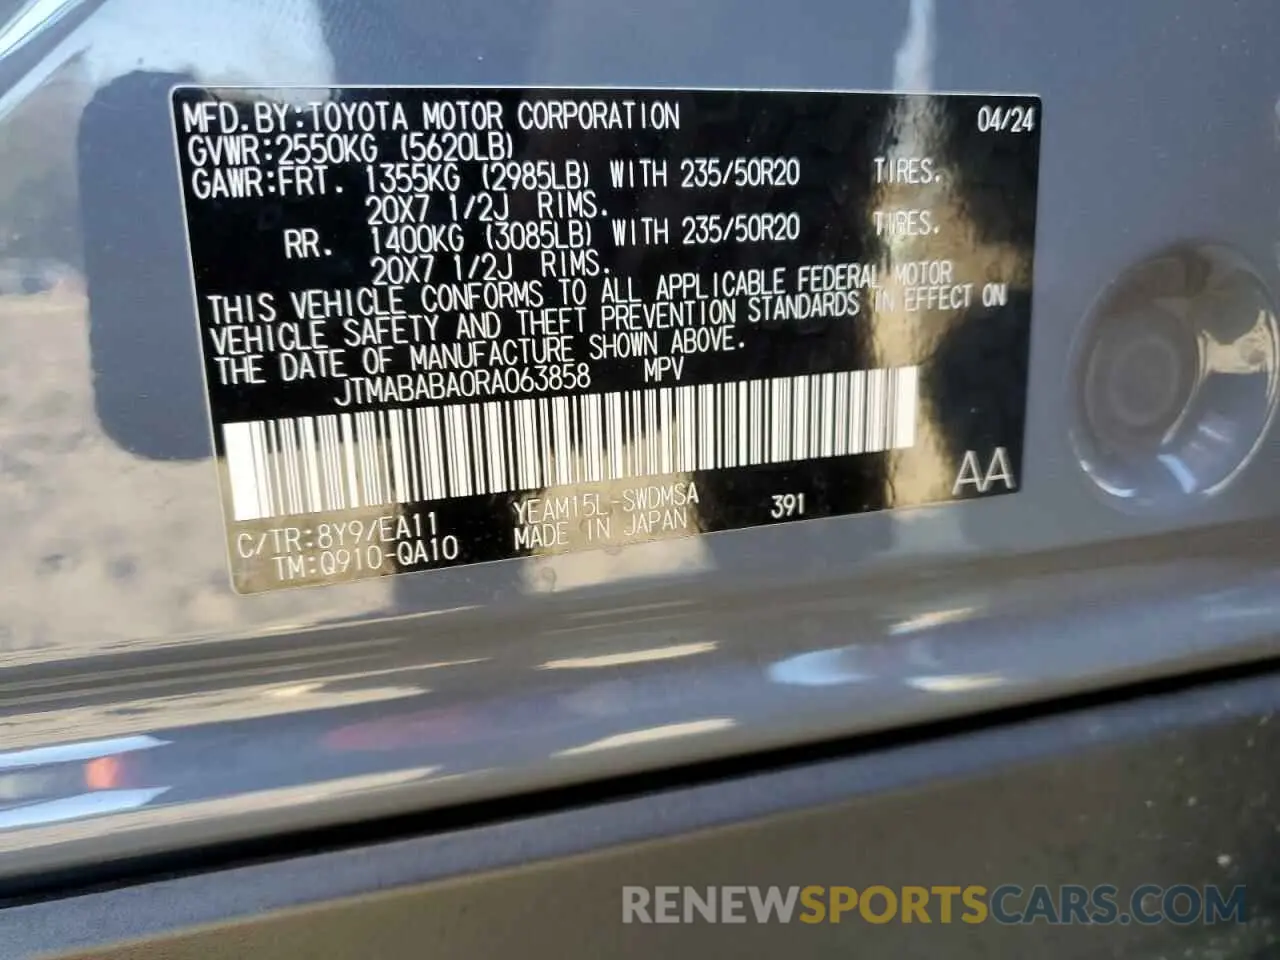 MFD.BY:TOYOTA MOTOR CORPORATION 04/24
GVWR:2550KG (5620LB)
GAWR:FRT. 1355KG (2985LB) WITH 235/50R20 TIRES.
20X7 1/2J RIMS.
RR. 1400KG (3085LB) WITH 235/50R20 TIRES.
20X7 1/2J RIMS.
THIS VEHICLE CONFORMS TO ALL APPLICABLE FEDERAL MOTOR
VEHICLE SAFETY AND THEFT PREVENTION STANDARDS IN EFFECT ON
THE DATE OF MANUFACTURE SHOWN ABOVE.
JTMABABA0RA063858 MPV
C/TR:8Y9/EA11 YEAM15L-SWDMSA 391 AA
TM:Q910-QA10 MADE IN JAPAN
RENEWSPORTSCARS.COM